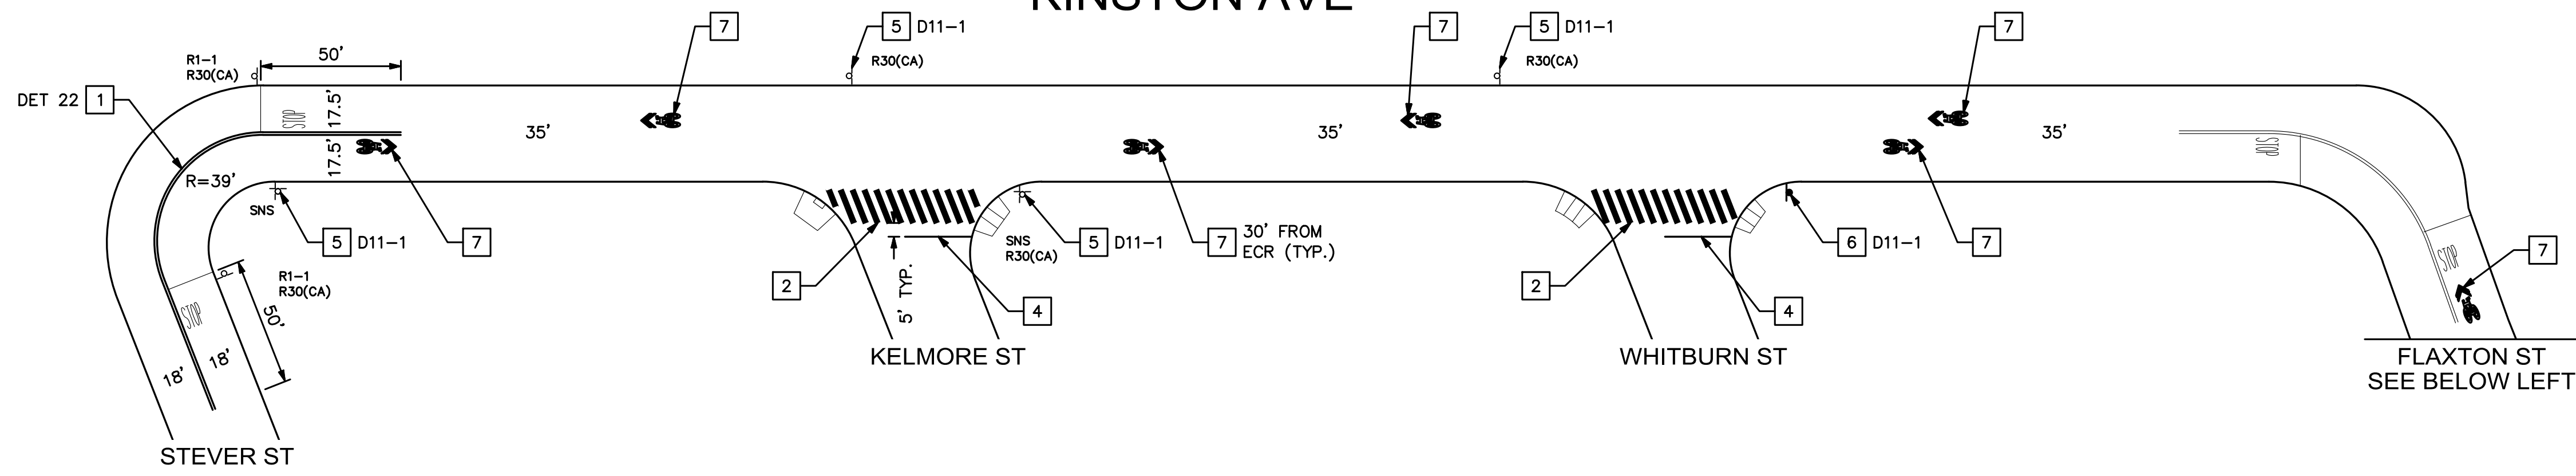 KINSTON AVE
7
5 D11-1
R30(CA)
7
5 D11-1
R30(CA)
7
R1-1
R30(CA)
50'
DET 22 1
STOP
17.5'
17.5'
R=39'
35'
35'
35'
STOP
SNS
5 D11-1
7
R1-1
R30(CA)
50'
STOP
18'
18'
STEVER ST
2
5' TYP.
4
SNS
R30(CA)
5 D11-1
KELMORE ST
7 30' FROM
ECR (TYP.)
2
4
WHITBURN ST
6 D11-1
7
STOP
7
FLAXTON ST
SEE BELOW LEFT